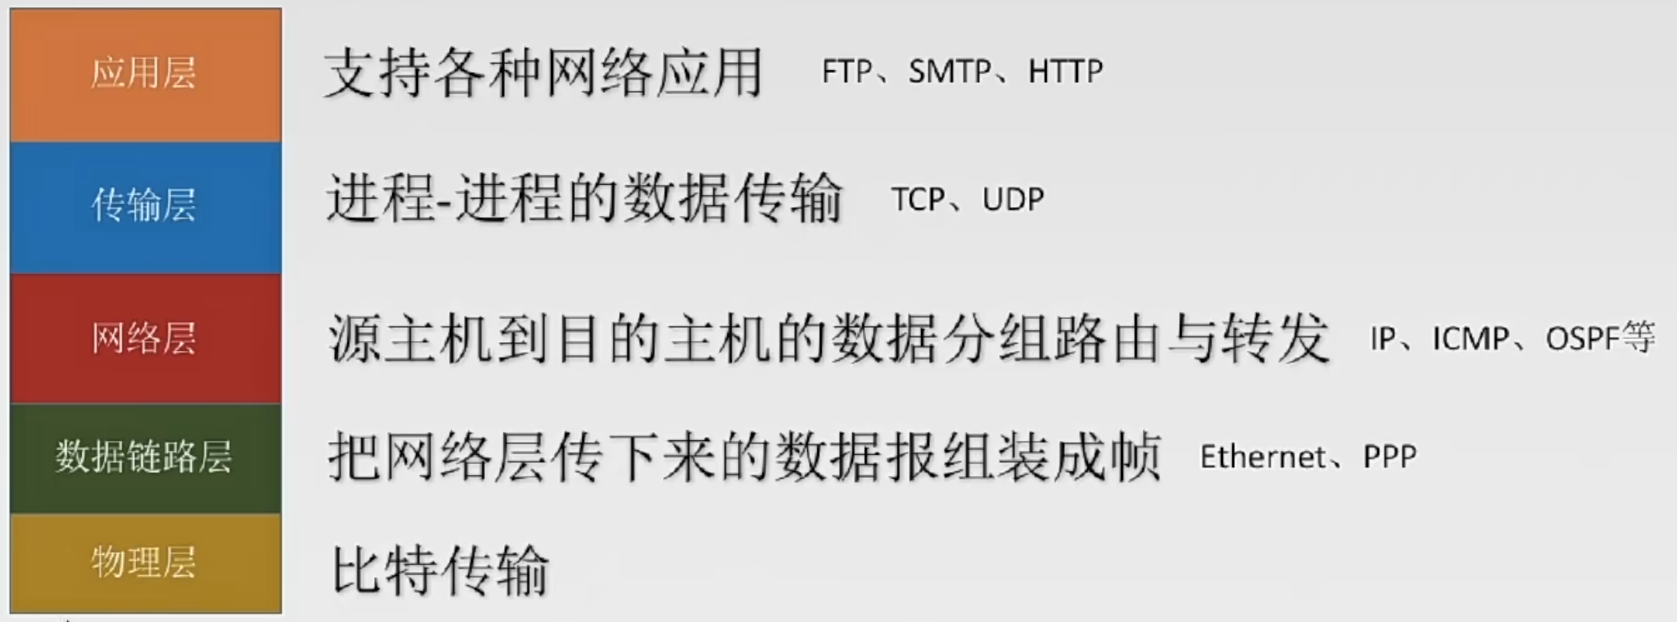 应用层 支持各种网络应用 FTP、SMTP、HTTP
传输层 进程-进程的数据传输 TCP、UDP
网络层 源主机到目的主机的数据分组路由与转发 IP、ICMP、OSPF等
数据链路层 把网络层传下来的数据报组装成帧 Ethernet、PPP
物理层 比特传输